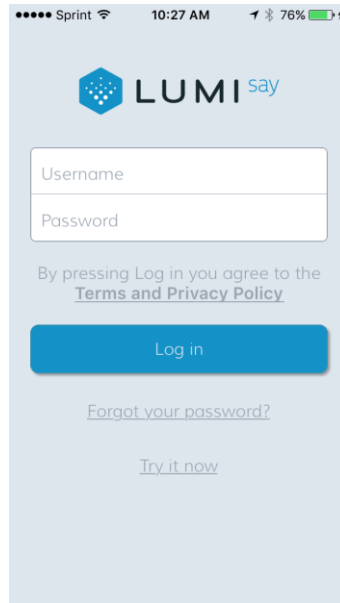 Sprint 10:27 AM 76%
LUMI say
Username
Password
By pressing Log in you agree to the
Terms and Privacy Policy
Log in
Forgot your password?
Try it now